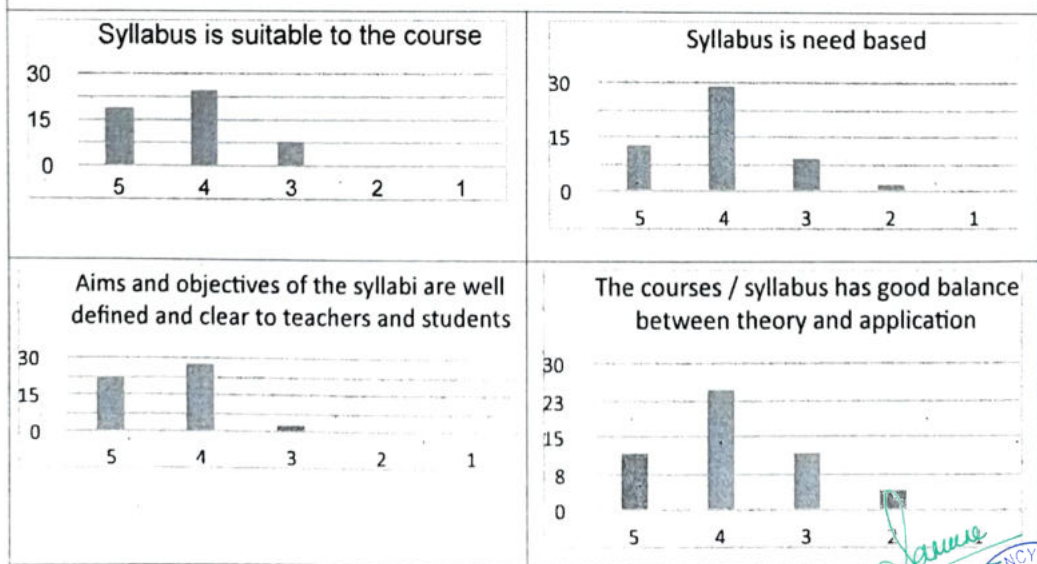 Syllabus is suitable to the course
30
15
0
5 4 3 2 1
Syllabus is need based
30
15
0
5 4 3 2 1
Aims and objectives of the syllabi are well
defined and clear to teachers and students
30
15
0
5 4 3 2 1
The courses / syllabus has good balance
between theory and application
30
23
15
8
0
5 4 3 2